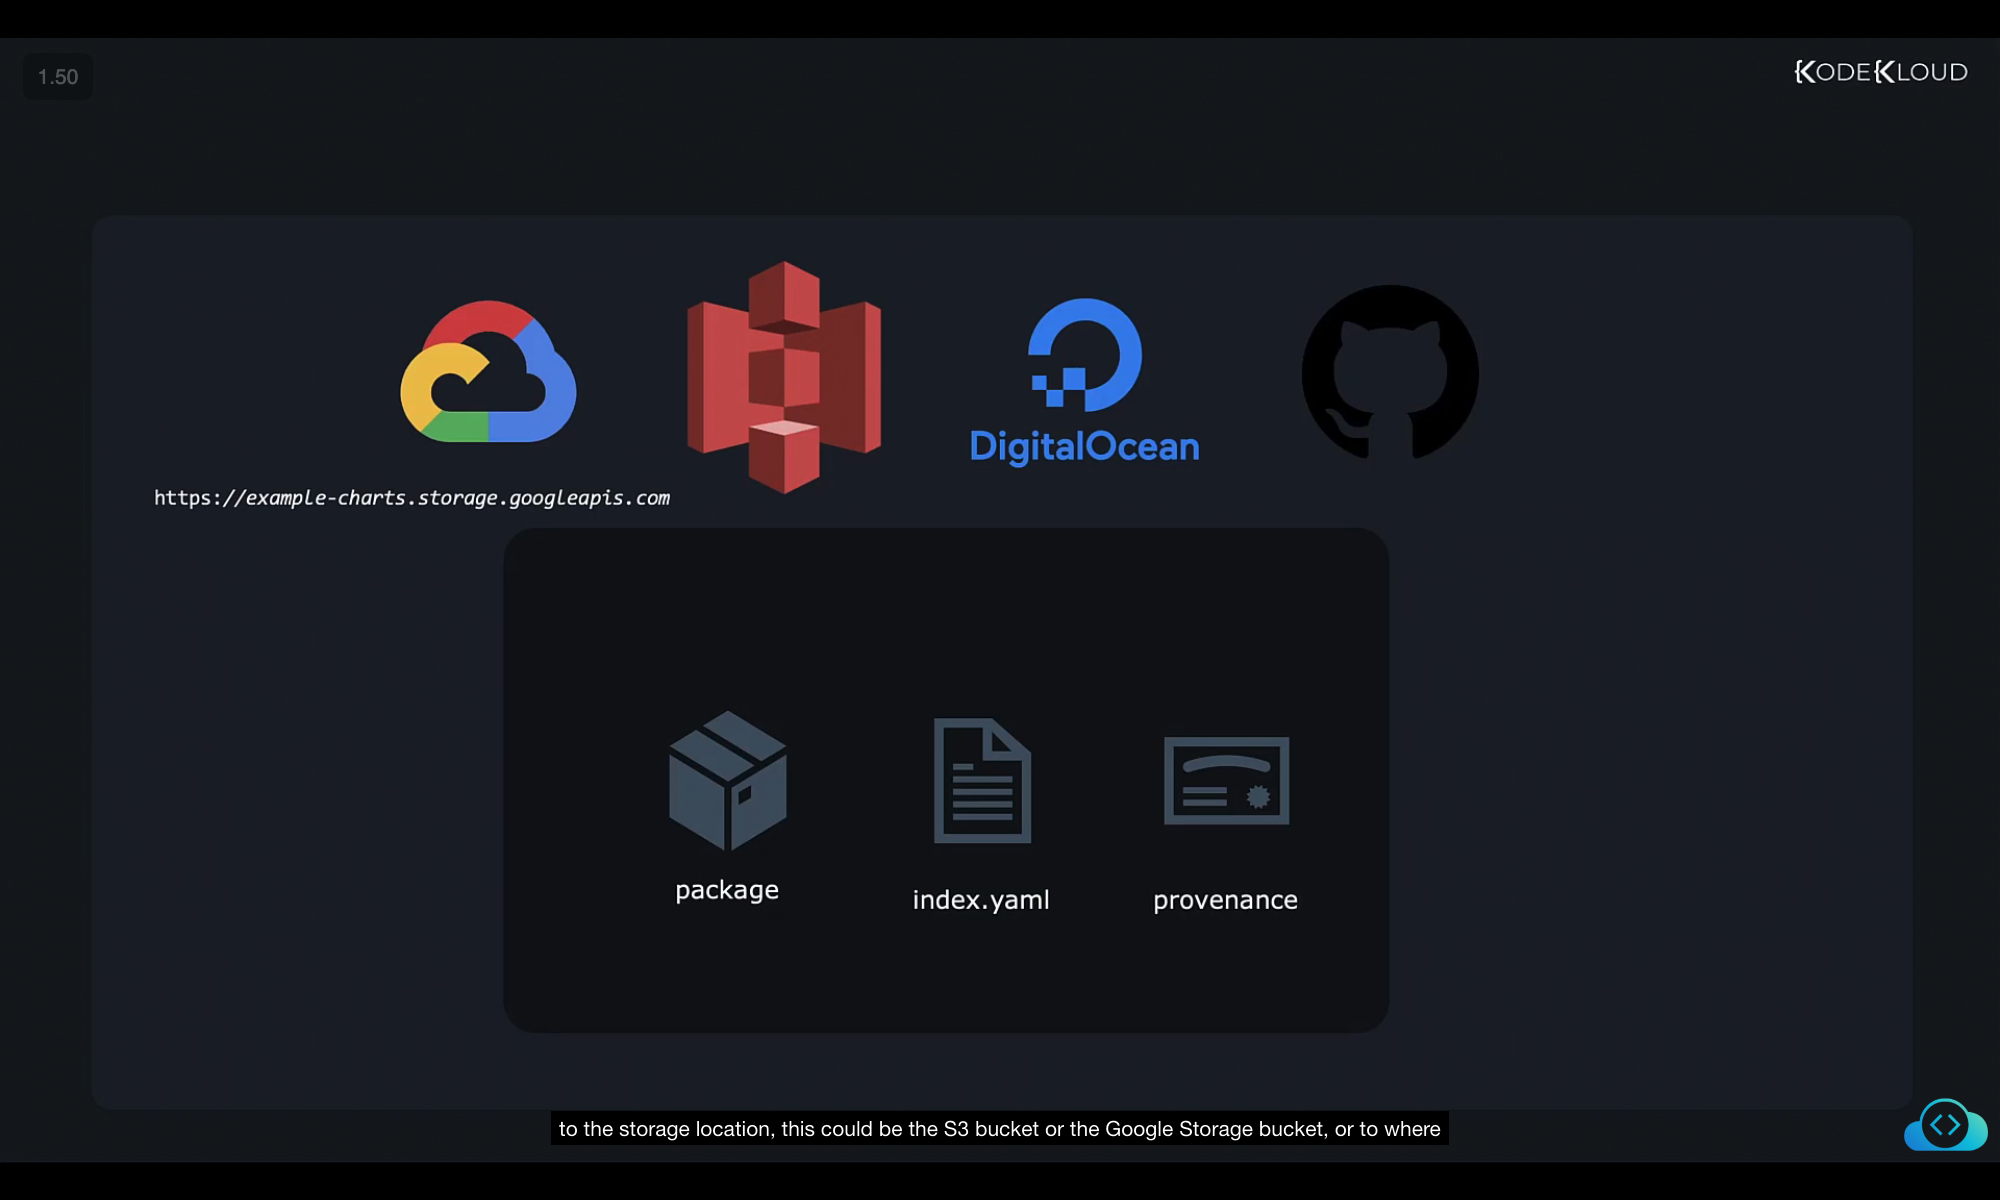 1.50
KODEKLOUD
DigitalOcean
https://example-charts.storage.googleapis.com
package
index.yaml
provenance
to the storage location, this could be the S3 bucket or the Google Storage bucket, or to where